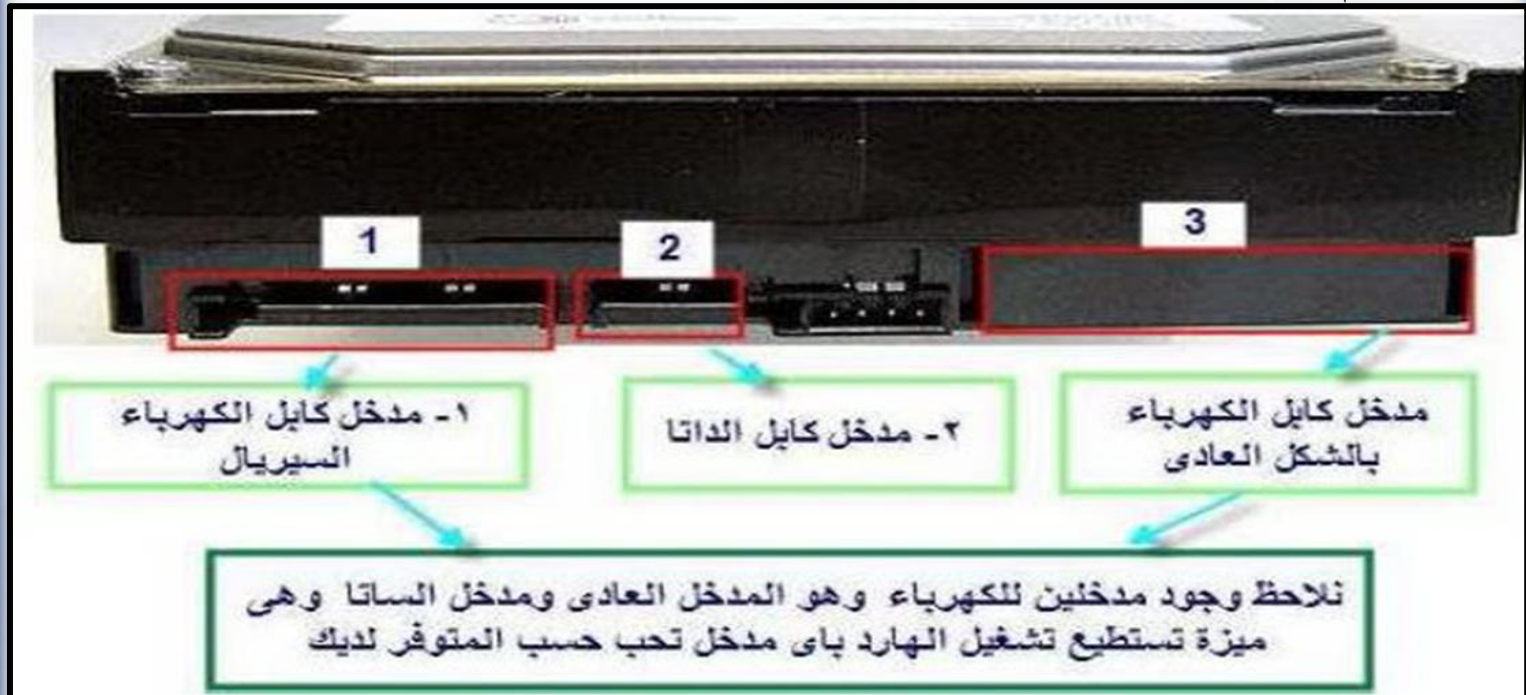 1
2
3
١- مدخل كابل الكهرباء
السيريال
٢- مدخل كابل الداتا
مدخل كابل الكهرباء
بالشكل العادى
نلاحظ وجود مدخلين للكهرباء وهو المدخل العادى ومدخل الساتا وهى
ميزة تستطيع تشغيل الهارد باى مدخل تحب حسب المتوفر لديك